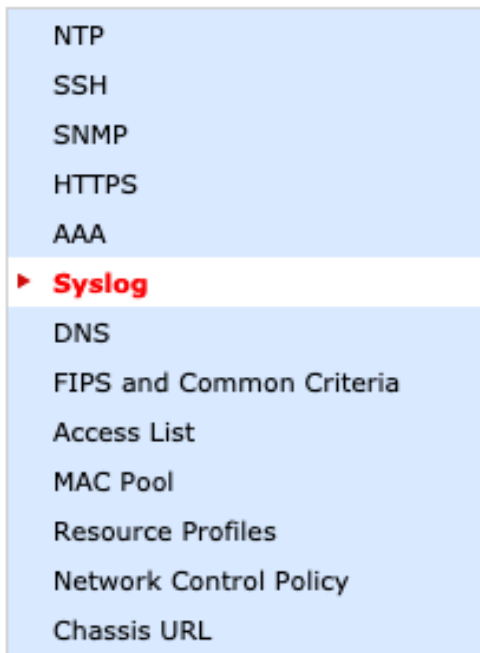 NTP
SSH
SNMP
HTTPS
AAA
Syslog
DNS
FIPS and Common Criteria
Access List
MAC Pool
Resource Profiles
Network Control Policy
Chassis URL